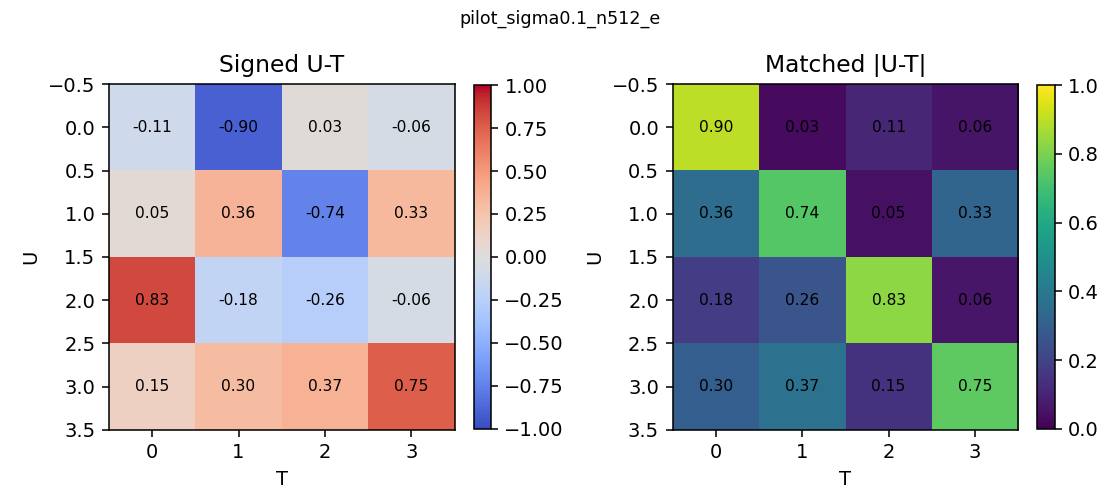 pilot_sigma0.1_n512_e
Signed U-T
Matched |U-T|
−0.5
0.0
0.5
1.0
1.5
2.0
2.5
3.0
3.5
U
-0.11 -0.90 0.03 -0.06
0.05 0.36 -0.74 0.33
0.83 -0.18 -0.26 -0.06
0.15 0.30 0.37 0.75
0 1 2 3
T
1.00
0.75
0.50
0.25
0.00
−0.25
−0.50
−0.75
−1.00
−0.5
0.0
0.5
1.0
1.5
2.0
2.5
3.0
3.5
U
0.90 0.03 0.11 0.06
0.36 0.74 0.05 0.33
0.18 0.26 0.83 0.06
0.30 0.37 0.15 0.75
0 1 2 3
T
1.0
0.8
0.6
0.4
0.2
0.0